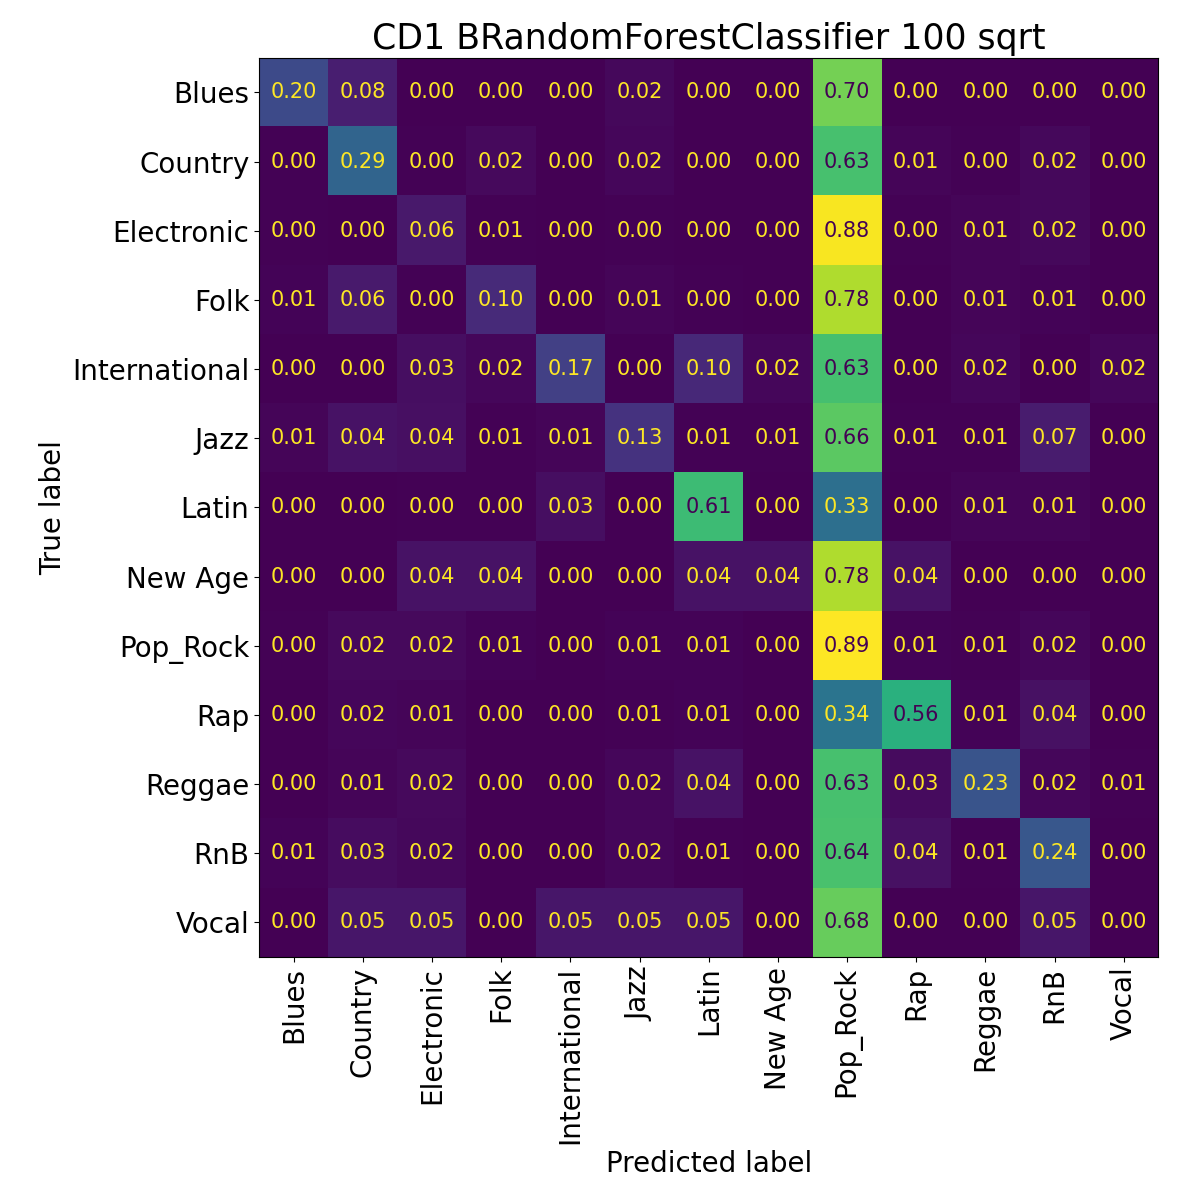 CD1 BRandomForestClassifier 100 sqrt
Blues 0.20 0.08 0.00 0.00 0.00 0.02 0.00 0.00 0.70 0.00 0.00 0.00 0.00
Country 0.00 0.29 0.00 0.02 0.00 0.02 0.00 0.00 0.63 0.01 0.00 0.02 0.00
Electronic 0.00 0.00 0.06 0.01 0.00 0.00 0.00 0.00 0.88 0.00 0.01 0.02 0.00
Folk 0.01 0.06 0.00 0.10 0.00 0.01 0.00 0.00 0.78 0.00 0.01 0.01 0.00
International 0.00 0.00 0.03 0.02 0.17 0.00 0.10 0.02 0.63 0.00 0.02 0.00 0.02
Jazz 0.01 0.04 0.04 0.01 0.01 0.13 0.01 0.01 0.66 0.01 0.01 0.07 0.00
Latin 0.00 0.00 0.00 0.00 0.03 0.00 0.61 0.00 0.33 0.00 0.01 0.01 0.00
New Age 0.00 0.00 0.04 0.04 0.00 0.00 0.04 0.04 0.78 0.04 0.00 0.00 0.00
Pop_Rock 0.00 0.02 0.02 0.01 0.00 0.01 0.01 0.00 0.89 0.01 0.01 0.02 0.00
Rap 0.00 0.02 0.01 0.00 0.00 0.01 0.01 0.00 0.34 0.56 0.01 0.04 0.00
Reggae 0.00 0.01 0.02 0.00 0.00 0.02 0.04 0.00 0.63 0.03 0.23 0.02 0.01
RnB 0.01 0.03 0.02 0.00 0.00 0.02 0.01 0.00 0.64 0.04 0.01 0.24 0.00
Vocal 0.00 0.05 0.05 0.00 0.05 0.05 0.05 0.00 0.68 0.00 0.00 0.05 0.00
True label
Blues Country Electronic Folk International Jazz Latin New Age Pop_Rock Rap Reggae RnB Vocal
Predicted label